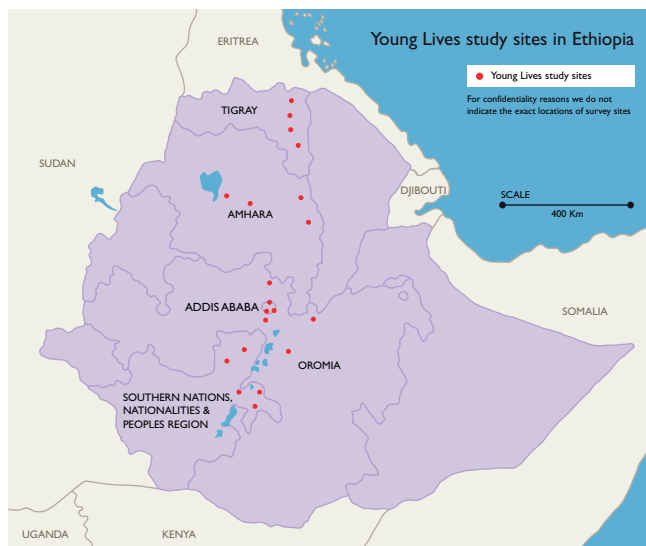 ERITREA
Young Lives study sites in Ethiopia
Young Lives study sites
For confidentiality reasons we do not
indicate the exact locations of survey sites
TIGRAY
SUDAN
DJIBOUTI
SCALE
400 Km
AMHARA
ADDIS ABABA
SOMALIA
OROMIA
SOUTHERN NATIONS,
NATIONALITIES &
PEOPLES REGION
UGANDA
KENYA